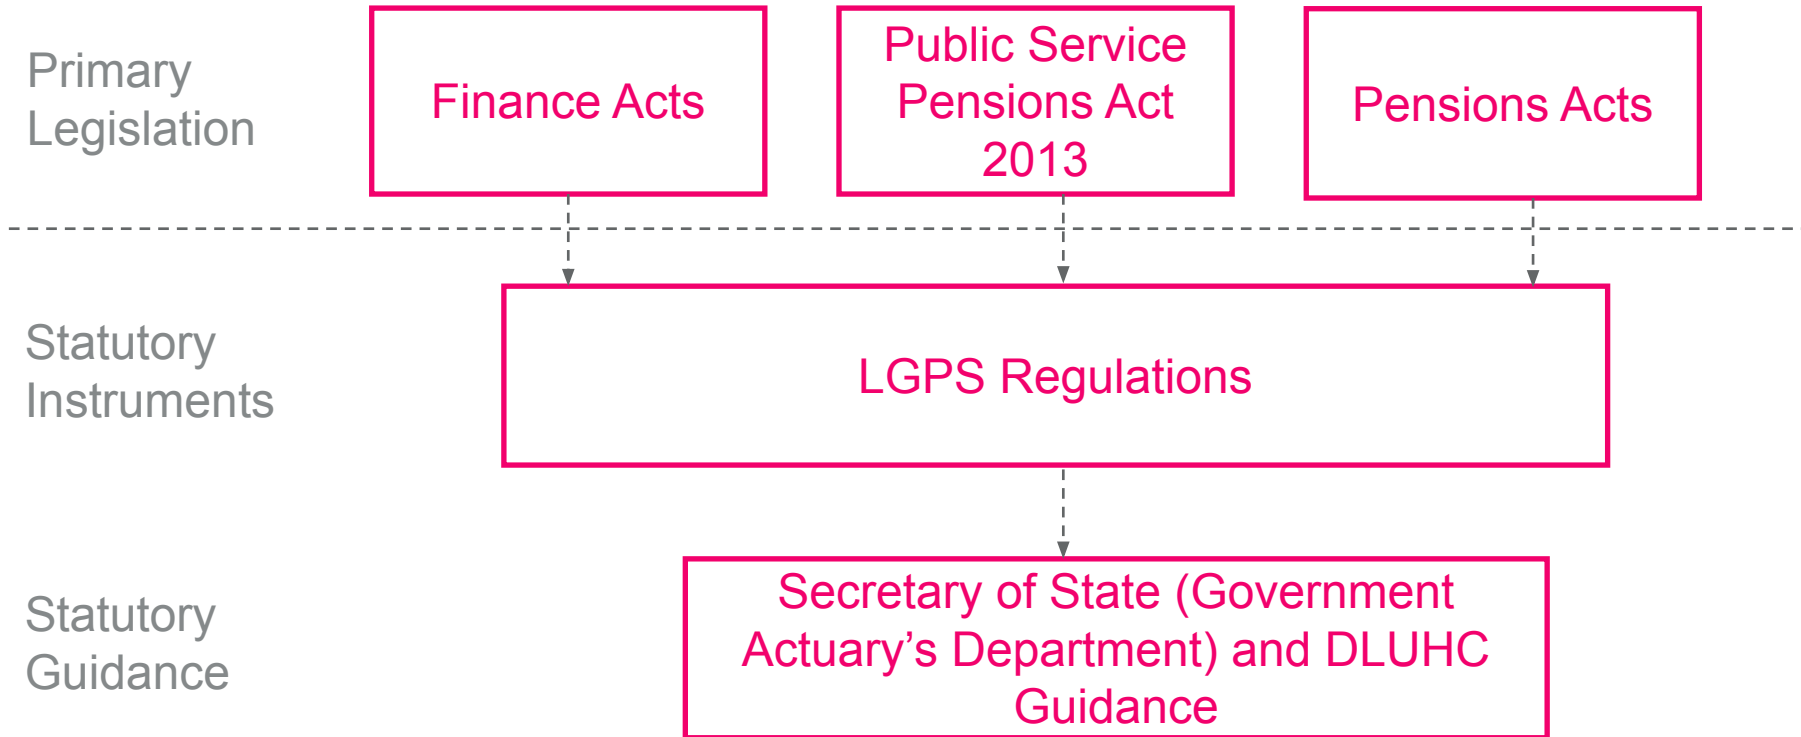 Primary
Legislation
Finance Acts
Public Service
Pensions Act
2013
Pensions Acts
Statutory
Instruments
LGPS Regulations
Statutory
Guidance
Secretary of State (Government
Actuary’s Department) and DLUHC
Guidance